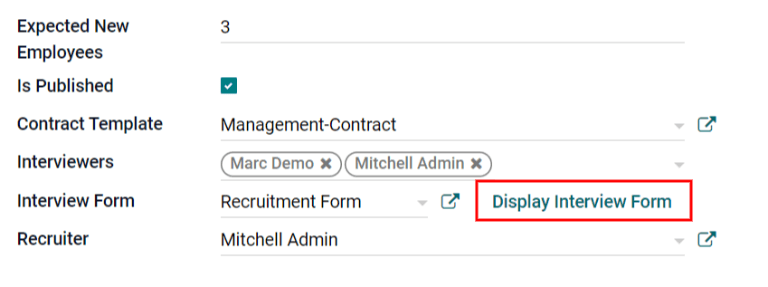 Expected New 3
Employees
Is Published
Contract Template Management-Contract
Interviewers Marc Demo Mitchell Admin
Interview Form Recruitment Form Display Interview Form
Recruiter Mitchell Admin